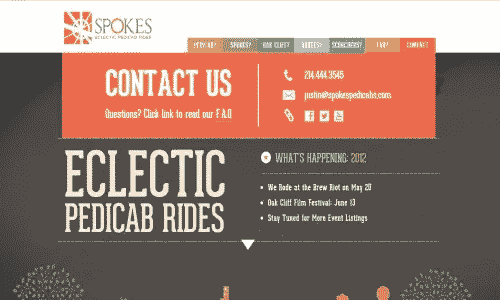 SPOKES
ECLECTIC PEDICAB RIDES
SPOKES? OAK CLIFF? ROUTES? SCORCHERS? FAQ? CONTACT
CONTACT US
Questions? Click link to read our F.A.Q
214.444.3545
justin@spokespedicabs.com
ECLECTIC
PEDICAB RIDES
WHAT'S HAPPENING: 2012
We Rode at the Brew Riot on May 20
Oak Cliff Film Festival: June 13
Stay Tuned for More Event Listings